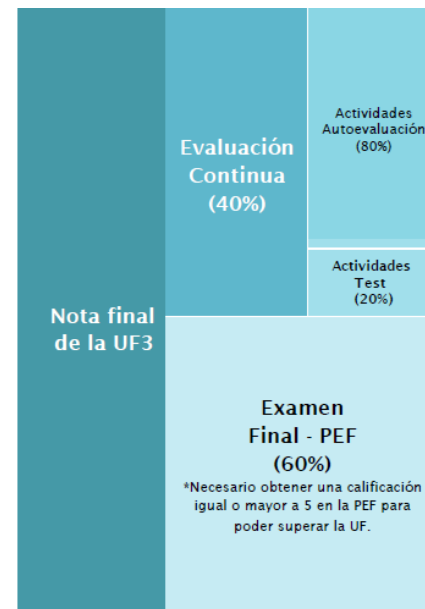 Nota final
de la UF3
Evaluación
Continua
(40%)
Actividades
Autoevaluación
(80%)
Actividades
Test
(20%)
Examen
Final - PEF
(60%)
*Necesario obtener una calificación
igual o mayor a 5 en la PEF para
poder superar la UF.